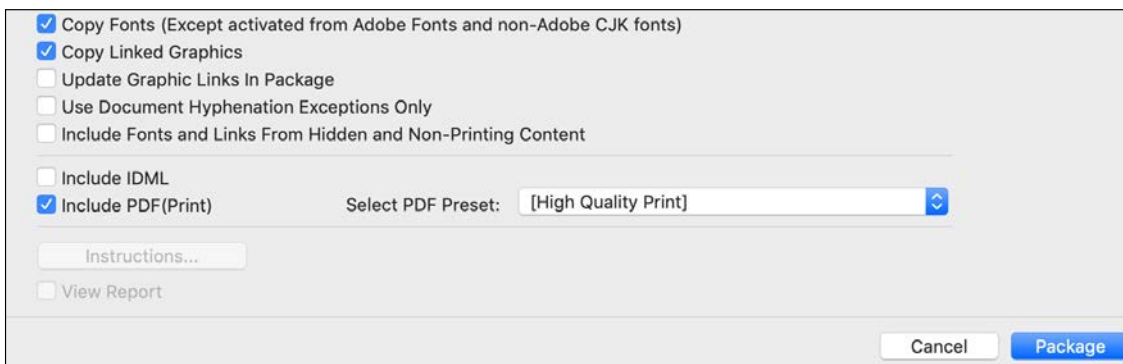 Copy Fonts (Except activated from Adobe Fonts and non-Adobe CJK fonts)
Copy Linked Graphics
Update Graphic Links In Package
Use Document Hyphenation Exceptions Only
Include Fonts and Links From Hidden and Non-Printing Content
Include IDML
Include PDF(Print) Select PDF Preset: [High Quality Print]
Instructions...
View Report
Cancel Package